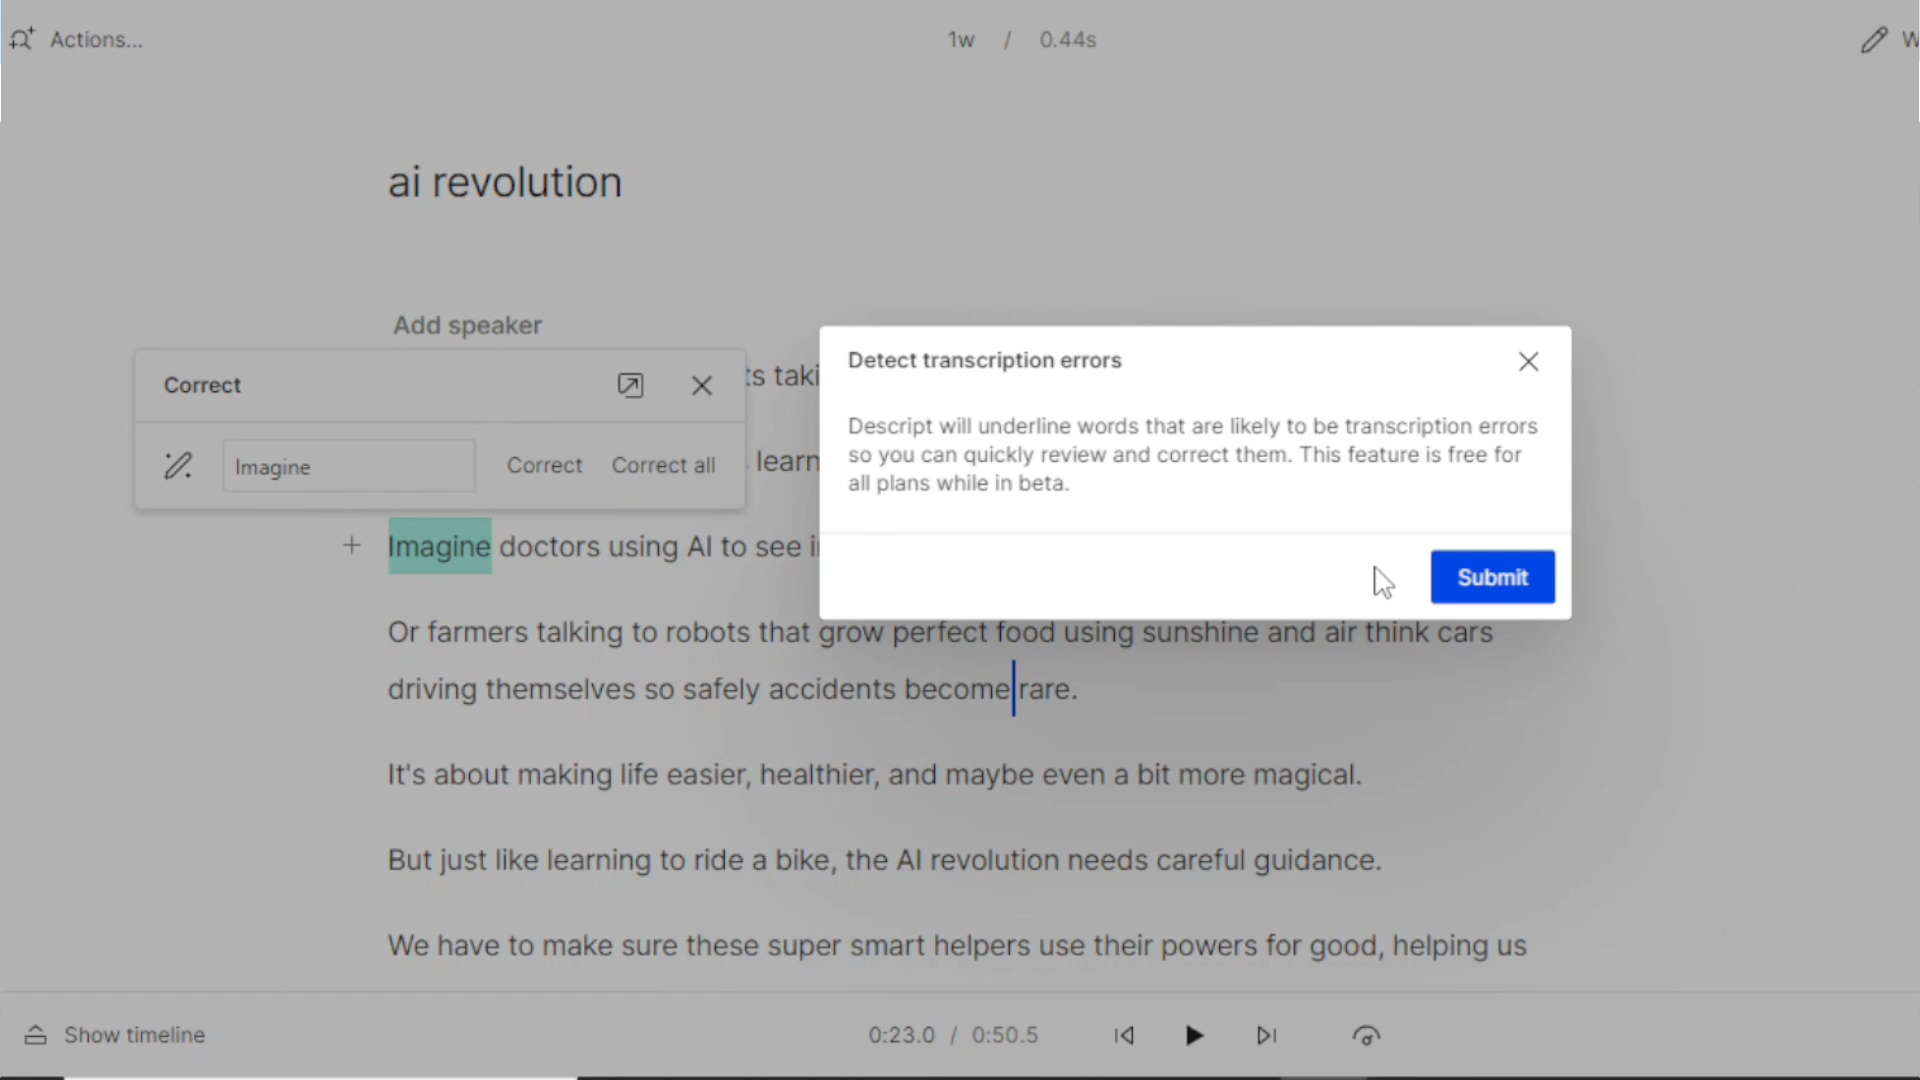 Actions...
1w / 0.44s
ai revolution
Add speaker
Correct
Imagine
Correct
Correct all
learn
Imagine doctors using AI to see
Detect transcription errors
Descript will underline words that are likely to be transcription errors
so you can quickly review and correct them. This feature is free for
all plans while in beta.
Submit
Or farmers talking to robots that grow perfect food using sunshine and air think cars
driving themselves so safely accidents become rare.
It's about making life easier, healthier, and maybe even a bit more magical.
But just like learning to ride a bike, the AI revolution needs careful guidance.
We have to make sure these super smart helpers use their powers for good, helping us
Show timeline
0:23.0 / 0:50.5